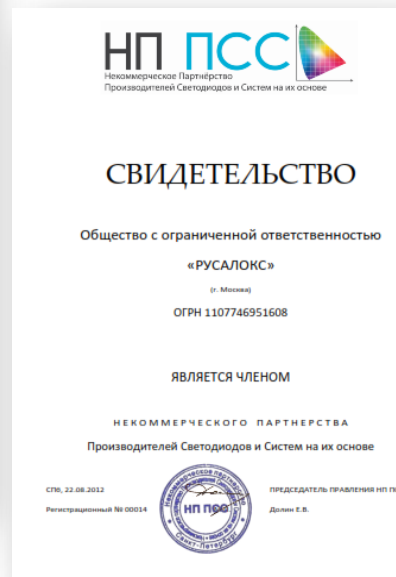 НП ПСС
Некоммерческое Партнёрство
Производителей Светодиодов и Систем на их основе
СВИДЕТЕЛЬСТВО
Общество с ограниченной ответственностью
«РУСАЛОКС»
(г. Москва)
ОГРН 1107746951608
ЯВЛЯЕТСЯ ЧЛЕНОМ
НЕКОММЕРЧЕСКОГО ПАРТНЕРСТВА
Производителей Светодиодов и Систем на их основе
СПб, 22.08.2012
ПРЕДСЕДАТЕЛЬ ПРАВЛЕНИЯ НП П
Регистрационный № 00014
Долин Е.В.
НП ПСС
Санкт-Петербург